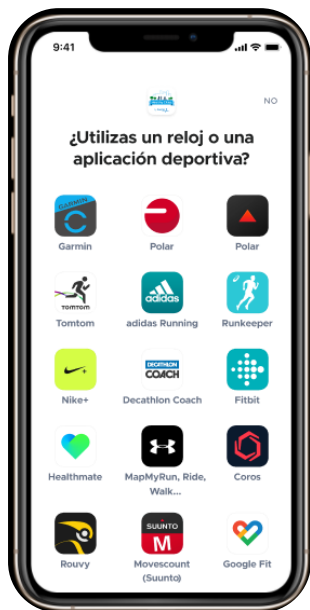 9:41
NO
¿Utilizas un reloj o una
aplicación deportiva?
GARMIN
Garmin
Polar
Polar
TOMTOM
Tomtom
adidas
adidas Running
Runkeeper
Nike+
DECATHLON
COACH
Decathlon Coach
Fitbit
Healthmate
MapMyRun, Ride,
Walk...
Coros
Rouvy
SUUNTO
M
Movescount
(Suunto)
Google Fit